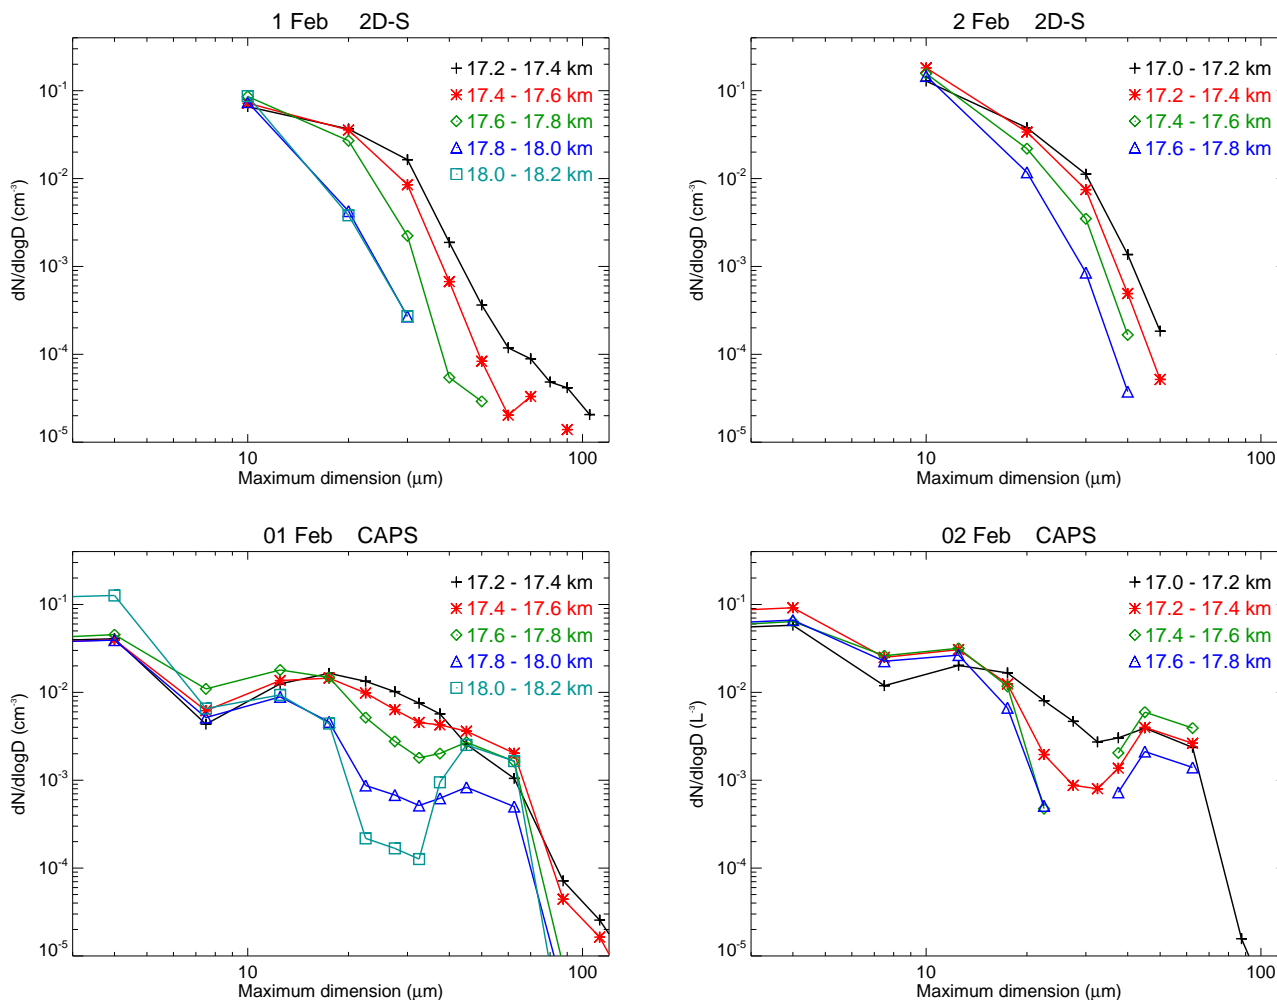 1 Feb 2D-S
10⁻¹
10⁻²
10⁻³
10⁻⁴
10⁻⁵
dN/dlogD (cm⁻³)
17.2 - 17.4 km
17.4 - 17.6 km
17.6 - 17.8 km
17.8 - 18.0 km
18.0 - 18.2 km
10 100
Maximum dimension (μm)
2 Feb 2D-S
10⁻¹
10⁻²
10⁻³
10⁻⁴
10⁻⁵
dN/dlogD (cm⁻³)
17.0 - 17.2 km
17.2 - 17.4 km
17.4 - 17.6 km
17.6 - 17.8 km
10 100
Maximum dimension (μm)
01 Feb CAPS
10⁻¹
10⁻²
10⁻³
10⁻⁴
10⁻⁵
dN/dlogD (cm⁻³)
17.2 - 17.4 km
17.4 - 17.6 km
17.6 - 17.8 km
17.8 - 18.0 km
18.0 - 18.2 km
10 100
Maximum dimension (μm)
02 Feb CAPS
10⁻¹
10⁻²
10⁻³
10⁻⁴
10⁻⁵
dN/dlogD (L⁻³)
17.0 - 17.2 km
17.2 - 17.4 km
17.4 - 17.6 km
17.6 - 17.8 km
10 100
Maximum dimension (μm)